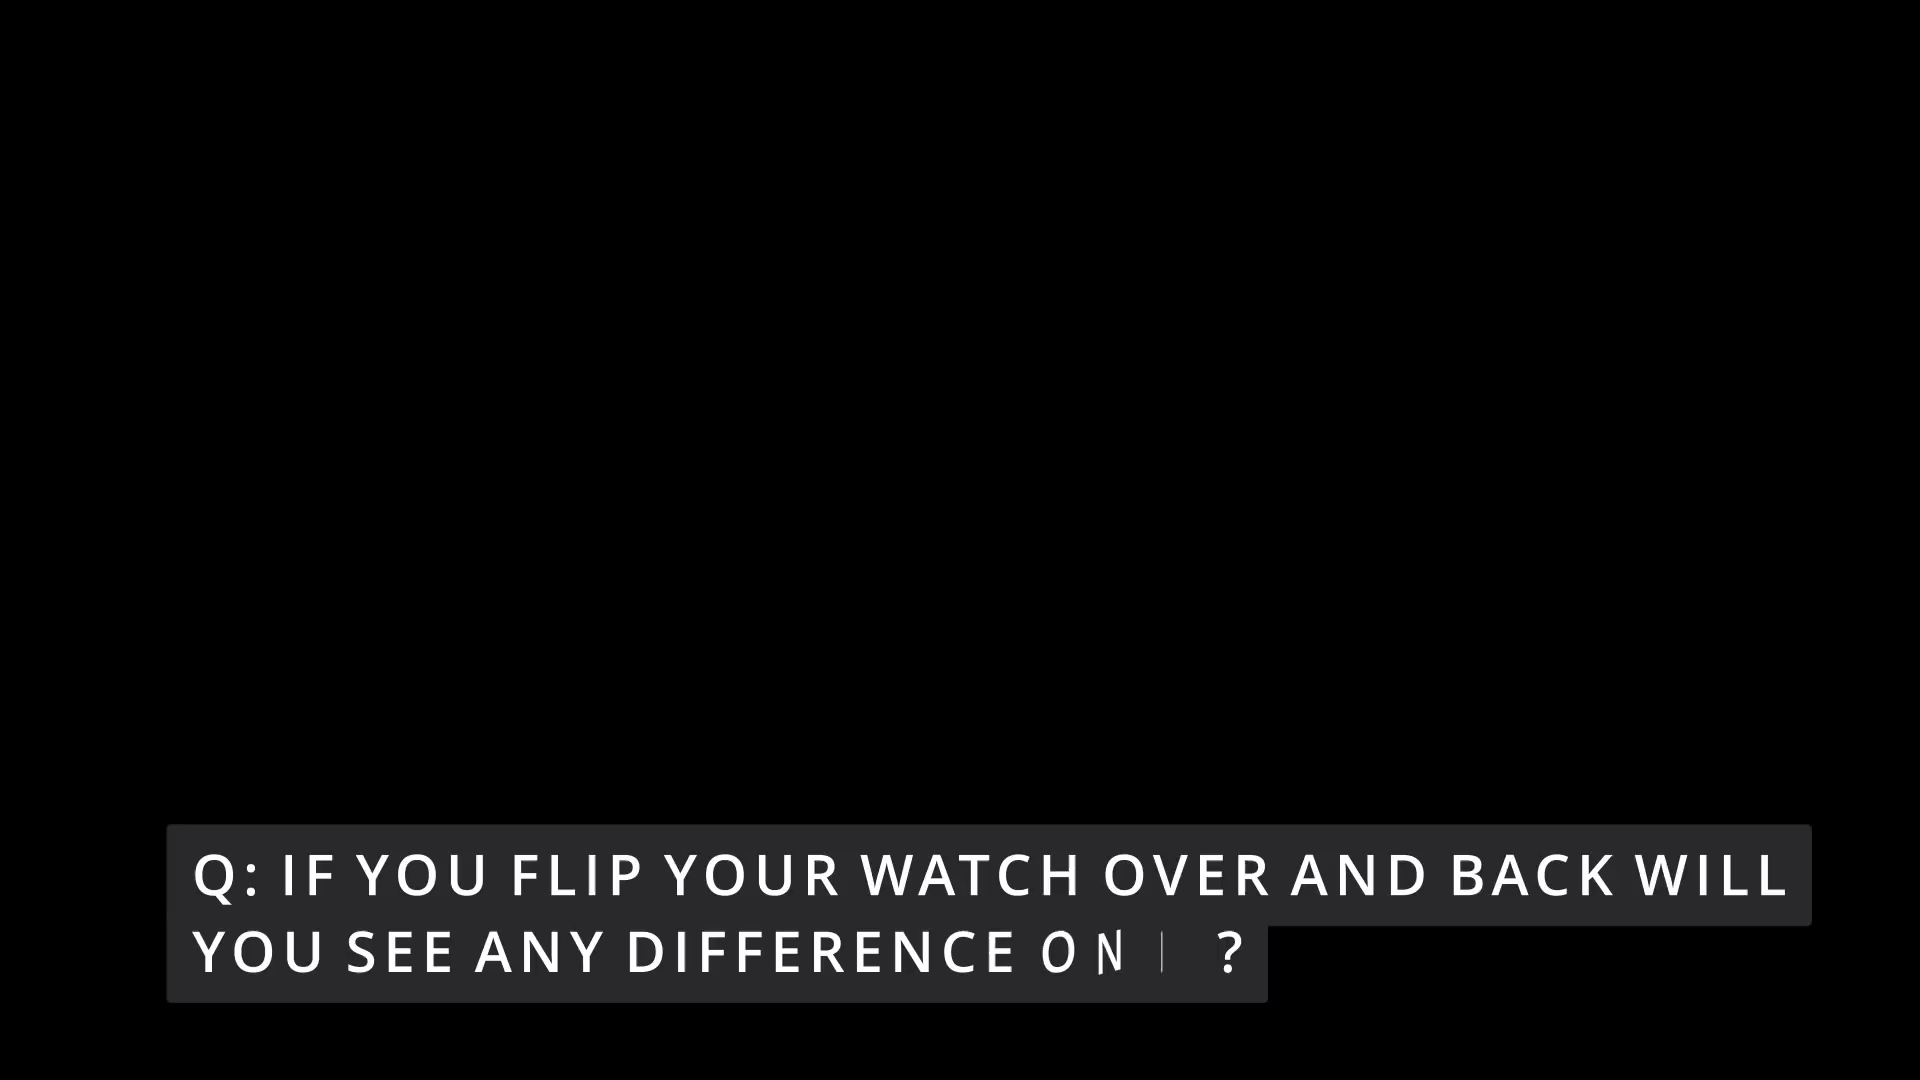 Q: IF YOU FLIP YOUR WATCH OVER AND BACK WILL
YOU SEE ANY DIFFERENCE ON ?